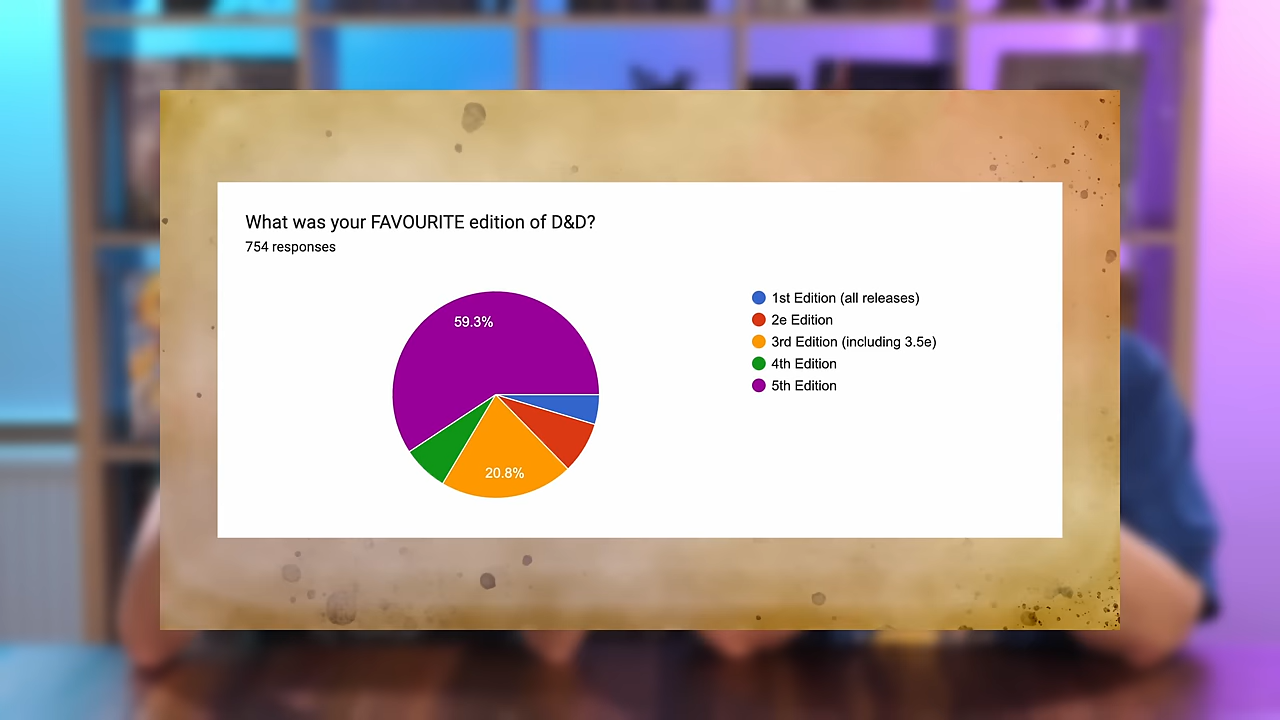 What was your FAVOURITE edition of D&D?
754 responses
59.3%
20.8%
1st Edition (all releases)
2e Edition
3rd Edition (including 3.5e)
4th Edition
5th Edition